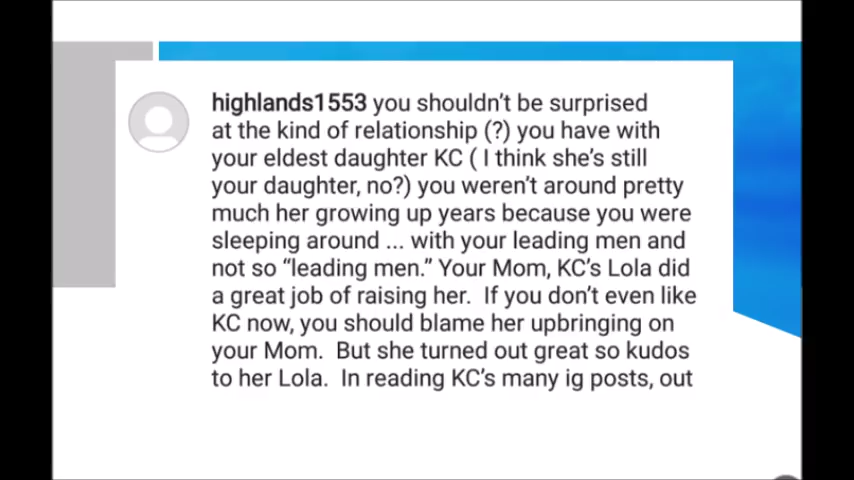 highlands1553 you shouldn't be surprised
at the kind of relationship (?) you have with
your eldest daughter KC ( I think she's still
your daughter, no?) you weren't around pretty
much her growing up years because you were
sleeping around ... with your leading men and
not so “leading men.” Your Mom, KC's Lola did
a great job of raising her.  If you don't even like
KC now, you should blame her upbringing on
your Mom.  But she turned out great so kudos
to her Lola.  In reading KC's many ig posts, out